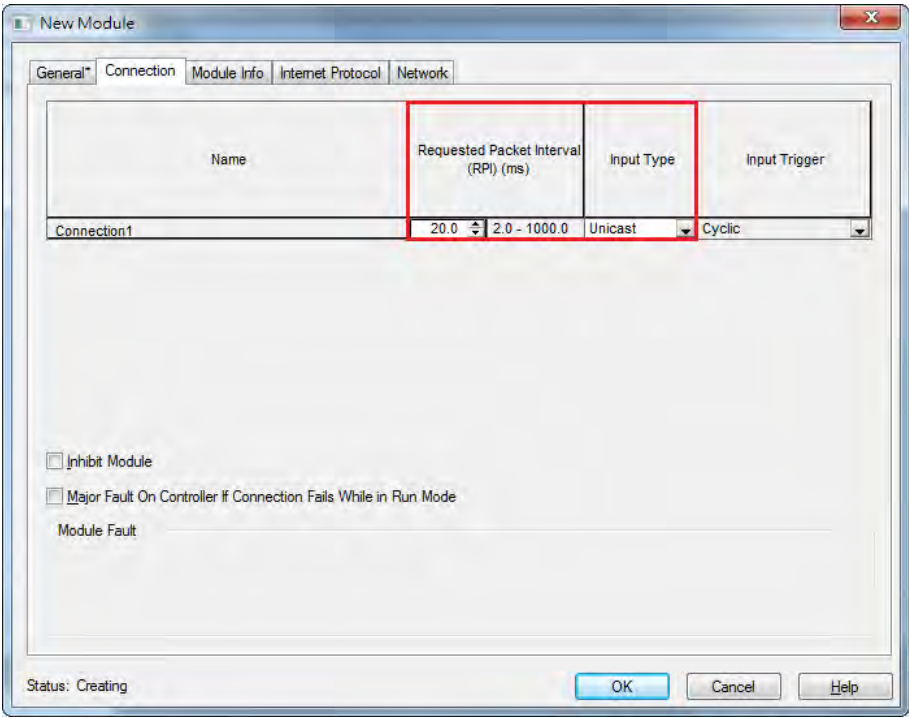 New Module
General* Connection Module Info Internet Protocol Network
Name Requested Packet Interval (RPI) (ms) Input Type Input Trigger
Connection1 20.0 2.0 - 1000.0 Unicast Cyclic
Inhibit Module
Major Fault On Controller If Connection Fails While in Run Mode
Module Fault
Status: Creating OK Cancel Help